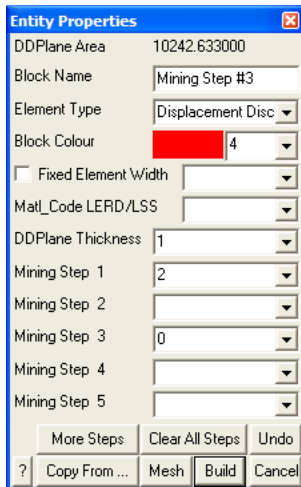 Entity Properties
DDPlane Area 10242.633000
Block Name Mining Step #3
Element Type Displacement Disc
Block Colour 4
Fixed Element Width
Matl_Code LERD/LSS
DDPlane Thickness 1
Mining Step 1 2
Mining Step 2
Mining Step 3 0
Mining Step 4
Mining Step 5
More Steps Clear All Steps Undo
? Copy From ... Mesh Build Cancel